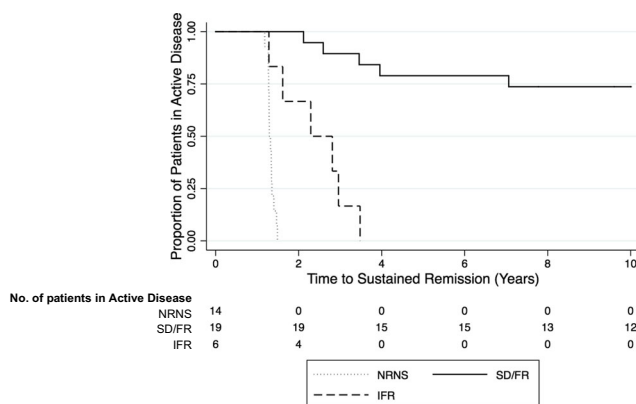 Proportion of Patients in Active Disease
1.00
0.75
0.50
0.25
0.00
0 2 4 6 8 10
Time to Sustained Remission (Years)
No. of patients in Active Disease
NRNS 14 0 0 0 0 0
SD/FR 19 19 15 15 13 12
IFR 6 4 0 0 0 0
NRNS SD/FR
IFR